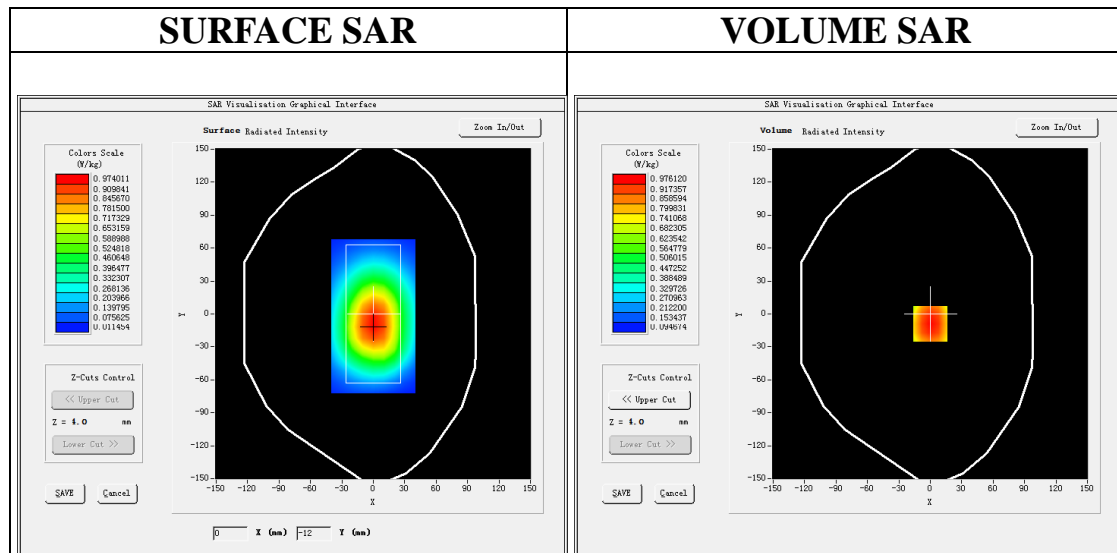 SURFACE SAR
VOLUME SAR
SAR Visualisation Graphical Interface
Surface Radiated Intensity
Zoom In/Out
Colors Scale
(W/kg)
0.974011
0.909841
0.845670
0.781500
0.717329
0.653159
0.588988
0.524818
0.460648
0.396477
0.332307
0.268136
0.203966
0.139795
0.075625
0.011454
150
120
90
60
30
0
-30
-60
-90
-120
-150
Y
-150 -120 -90 -60 -30 0 30 60 90 120 150
X
Z-Cuts Control
<< Upper Cut
Z = 4.0 mm
Lower Cut >>
SAVE Cancel
0 X (mm) -12 Y (mm)
SAR Visualisation Graphical Interface
Volume Radiated Intensity
Zoom In/Out
Colors Scale
(W/kg)
0.976120
0.917357
0.858594
0.799831
0.741068
0.682305
0.623542
0.564779
0.506015
0.447252
0.388489
0.329726
0.270963
0.212200
0.153437
0.094674
150
120
90
60
30
0
-30
-60
-90
-120
-150
Y
-150 -120 -90 -60 -30 0 30 60 90 120 150
X
Z-Cuts Control
<< Upper Cut
Z = 4.0 mm
Lower Cut >>
SAVE Cancel